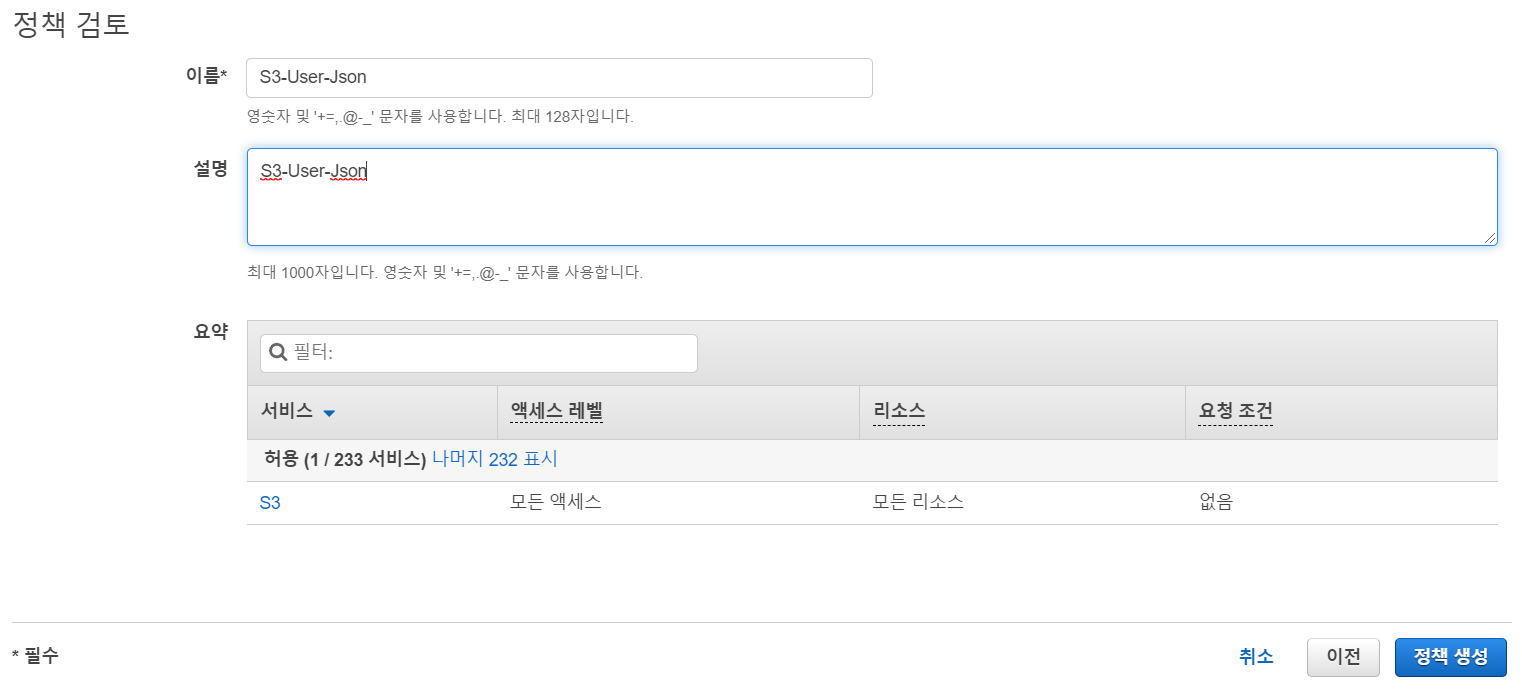 정책 검토
이름* S3-User-Json
영숫자 및 '+=,.@-_' 문자를 사용합니다. 최대 128자입니다.
설명 S3-User-Json
최대 1000자입니다. 영숫자 및 '+=,.@-_' 문자를 사용합니다.
요약 필터:
서비스 액세스 레벨 리소스 요청 조건
허용 (1 / 233 서비스) 나머지 232 표시
S3 모든 액세스 모든 리소스 없음
* 필수 취소 이전 정책 생성